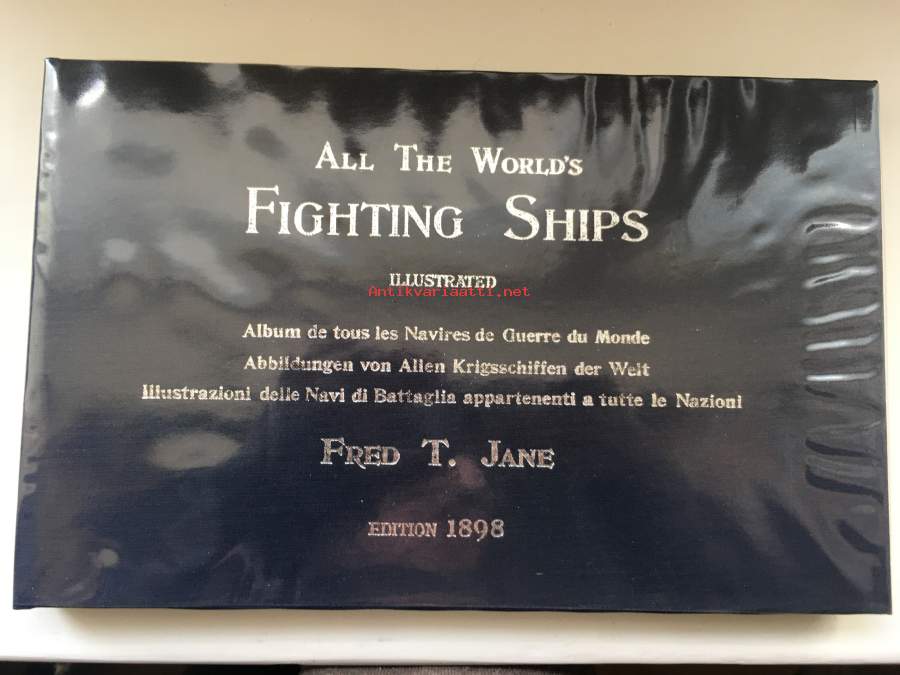 ALL THE WORLD'S
FIGHTING SHIPS
ILLUSTRATED
Antikvariaatti.net
Album de tous les Navires de Guerre du Monde
Abbildungen von Allen Krigsschiffen der Welt
Illustrazioni delle Navi di Battaglia appartenenti a tutte le Nazioni
FRED T. JANE
EDITION 1898